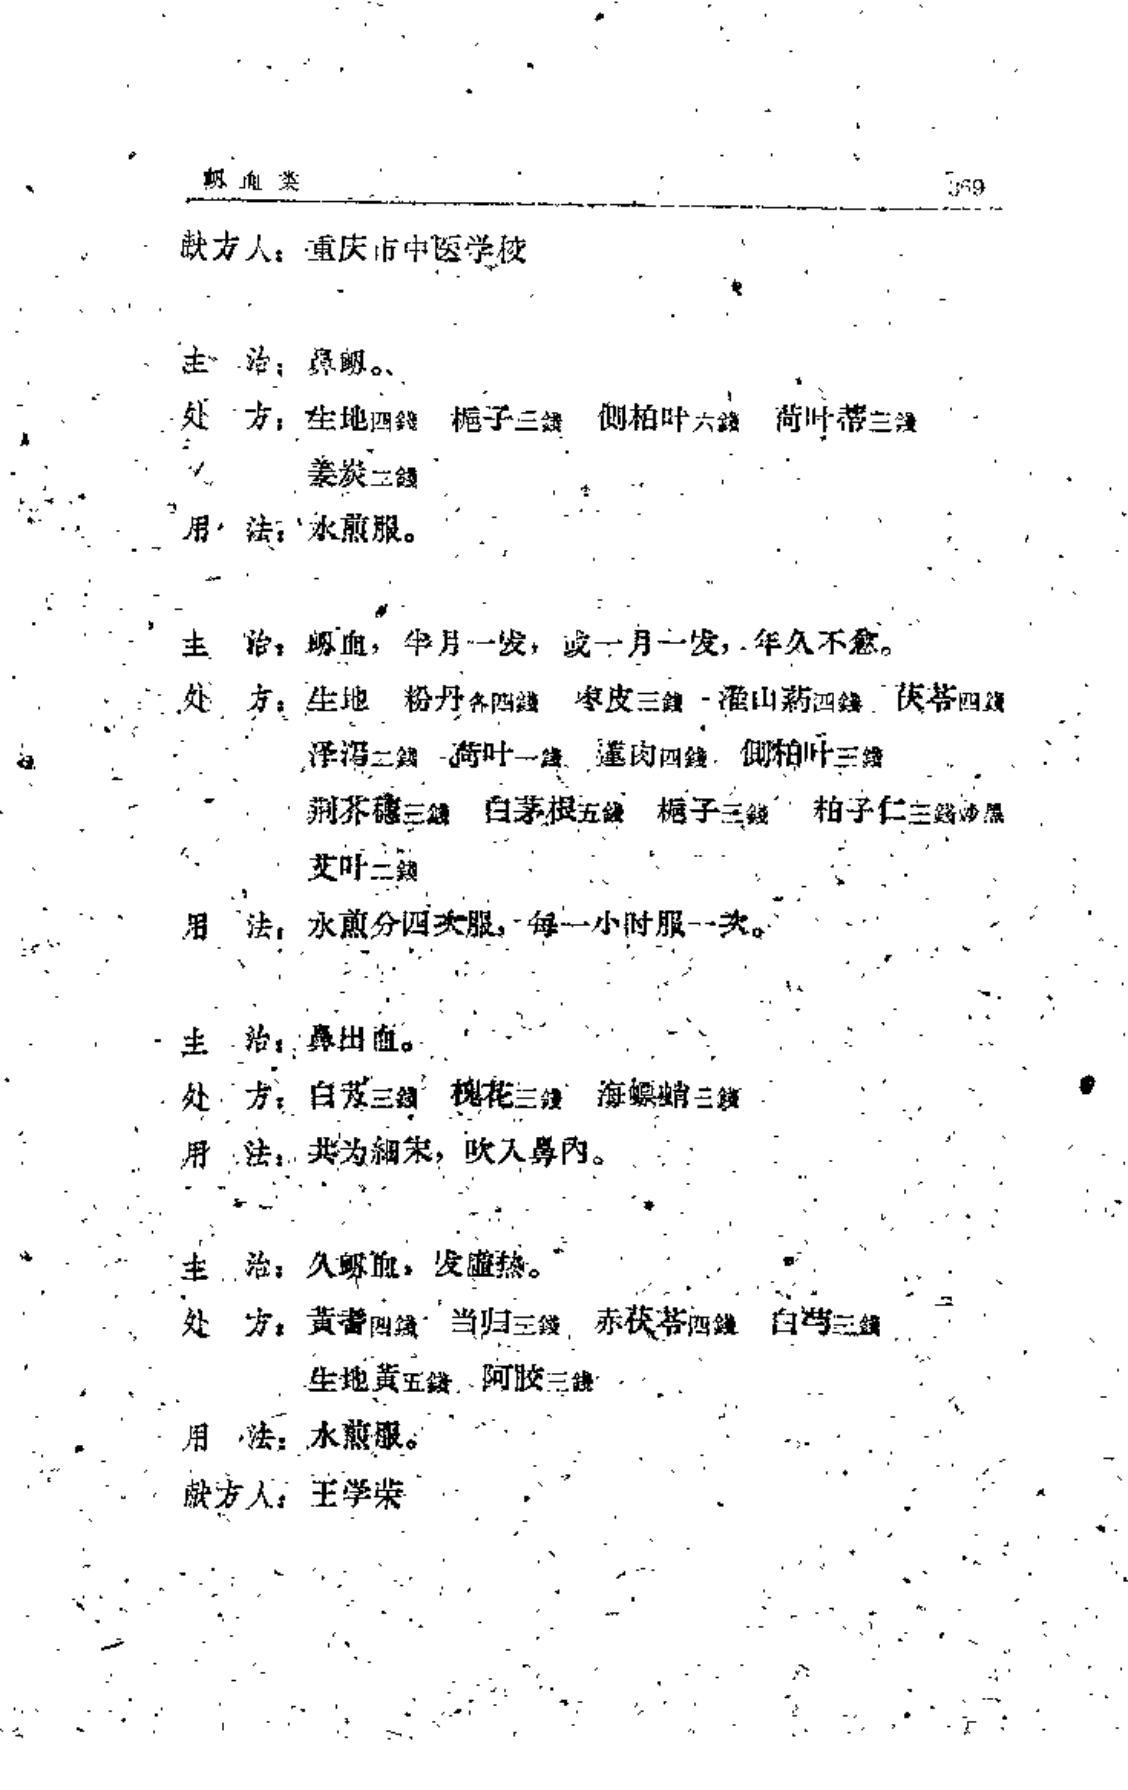 衂血类 369
献方人：重庆市中医学校
主 治：鼻衂。
处 方：生地四錢 梔子三錢 側柏叶六錢 荷叶蒂三錢
姜炭三錢
用 法：水煎服。
主 治：衂血，半月一发，或一月一发，年久不愈。
处 方：生地 粉丹各四錢 枣皮三錢 淮山葯四錢 茯苓四錢
泽泻二錢 荷叶一錢 蓮肉四錢 側柏叶三錢
荆芥穗三錢 白茅根五錢 梔子三錢 柏子仁三錢炒黑
艾叶二錢
用 法：水煎分四次服，每一小时服一次。
主 治：鼻出血。
处 方：白芨三錢 槐花三錢 海螵蛸三錢
用 法：共为細末，吹入鼻內。
主 治：久衂血，发虛热。
处 方：黃耆四錢 当归三錢 赤茯苓四錢 白芍三錢
生地黃五錢 阿胶三錢
用 法：水煎服。
献方人：王学荣